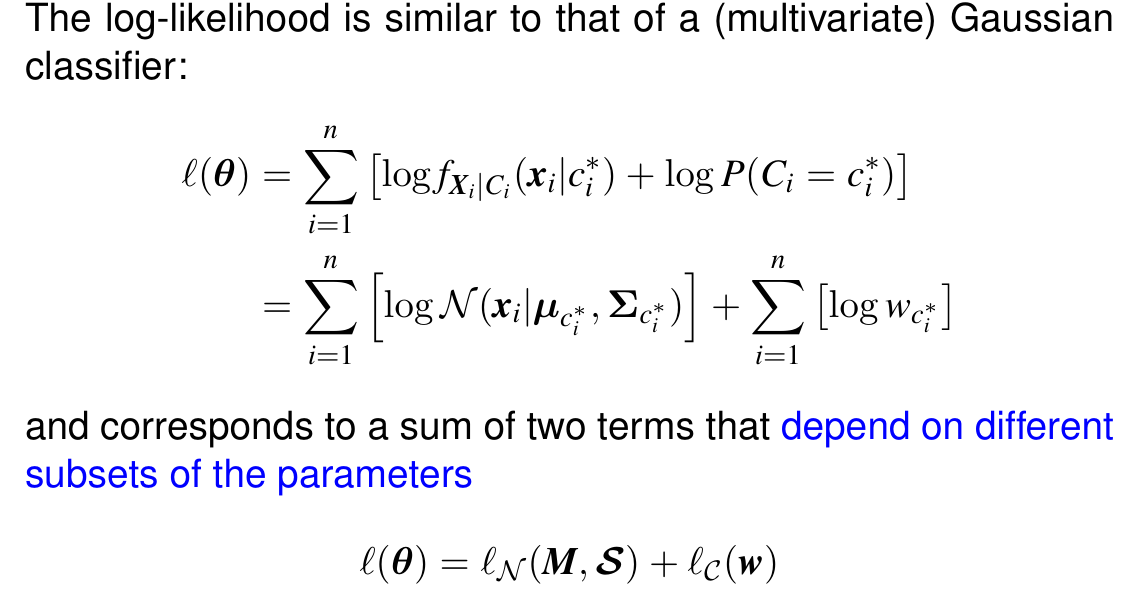 The log-likelihood is similar to that of a (multivariate) Gaussian
classifier:
ℓ(θ) = ∑_{i=1}^{n} [log f_{X_i|C_i}(x_i|c_i^*) + log P(C_i = c_i^*)]
= ∑_{i=1}^{n} [log 𝒩(x_i|μ_{c_i^*}, Σ_{c_i^*})] + ∑_{i=1}^{n} [log w_{c_i^*}]
and corresponds to a sum of two terms that depend on different
subsets of the parameters
ℓ(θ) = ℓ_𝒩(M, 𝓢) + ℓ_𝒞(w)